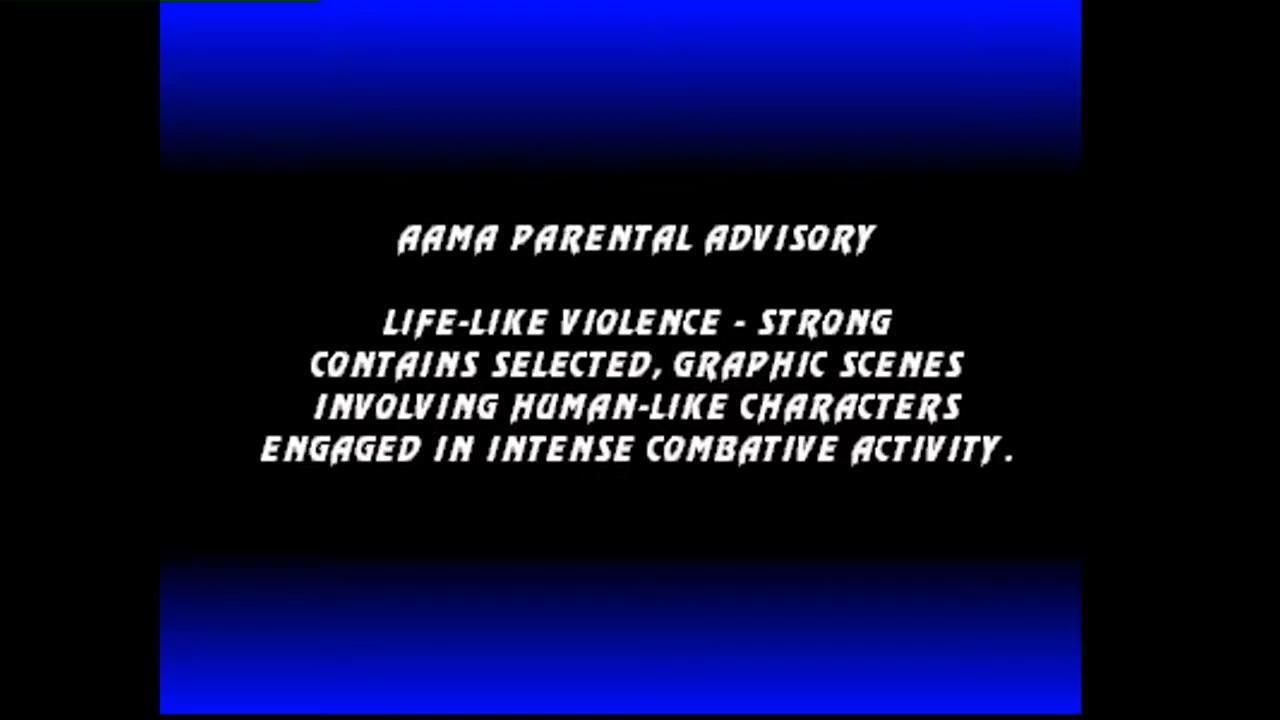 AAMA PARENTAL ADVISORY
LIFE-LIKE VIOLENCE - STRONG
CONTAINS SELECTED, GRAPHIC SCENES
INVOLVING HUMAN-LIKE CHARACTERS
ENGAGED IN INTENSE COMBATIVE ACTIVITY.